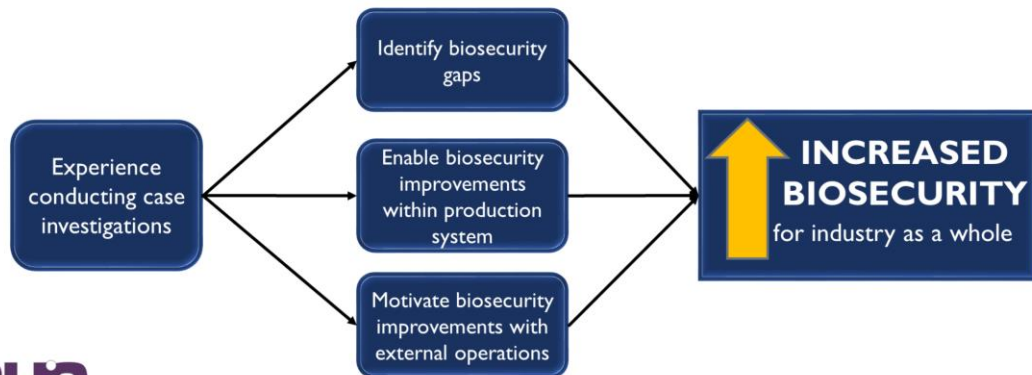 Identify biosecurity
gaps
Experience
conducting case
investigations
Enable biosecurity
improvements
within production
system
Motivate biosecurity
improvements with
external operations
INCREASED
BIOSECURITY
for industry as a whole